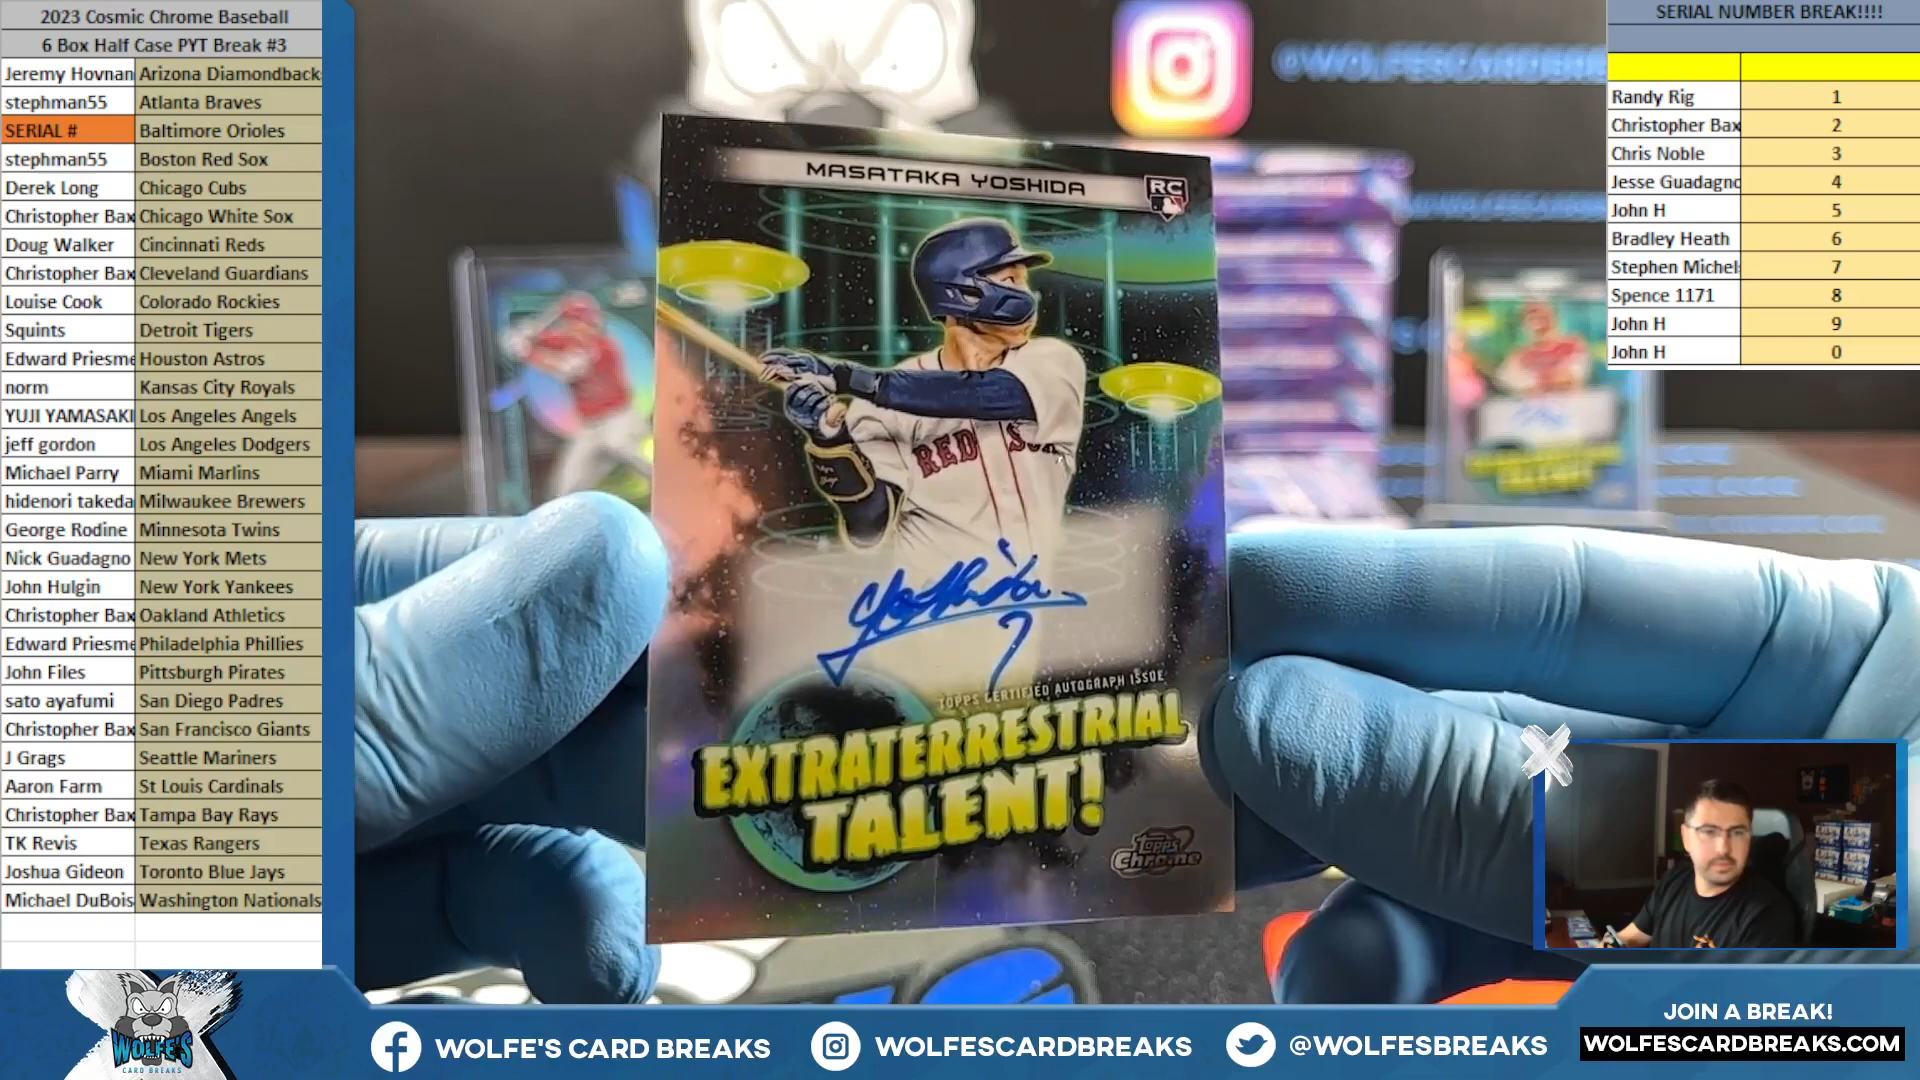 2023 Cosmic Chrome Baseball
6 Box Half Case PYT Break #3
Jeremy Hovnan Arizona Diamondback
stephman55 Atlanta Braves
SERIAL # Baltimore Orioles
stephman55 Boston Red Sox
Derek Long Chicago Cubs
Christopher Bax Chicago White Sox
Doug Walker Cincinnati Reds
Christopher Bax Cleveland Guardians
Louise Cook Colorado Rockies
Squints Detroit Tigers
Edward Priesme Houston Astros
norm Kansas City Royals
YUJI YAMASAKI Los Angeles Angels
jeff gordon Los Angeles Dodgers
Michael Parry Miami Marlins
hidenori takeda Milwaukee Brewers
George Rodine Minnesota Twins
Nick Guadagno New York Mets
John Hulgin New York Yankees
Christopher Bax Oakland Athletics
Edward Priesme Philadelphia Phillies
John Files Pittsburgh Pirates
sato ayafumi San Diego Padres
Christopher Bax San Francisco Giants
J Grags Seattle Mariners
Aaron Farm St Louis Cardinals
Christopher Bax Tampa Bay Rays
TK Revis Texas Rangers
Joshua Gideon Toronto Blue Jays
Michael DuBois Washington Nationals
MASATAKA YOSHIDA
RC
RED SOX
Yoshida
7
TOPPS CERTIFIED AUTOGRAPH ISSUE
EXTRATERRESTRIAL
TALENT!
Topps
Chrome
SERIAL NUMBER BREAK!!!!
Randy Rig 1
Christopher Bax 2
Chris Noble 3
Jesse Guadagno 4
John H 5
Bradley Heath 6
Stephen Michel 7
Spence 1171 8
John H 9
John H 0
WOLFE'S
CARD BREAKS
WOLFE'S CARD BREAKS
WOLFESCARDBREAKS
@WOLFESBREAKS
JOIN A BREAK!
WOLFESCARDBREAKS.COM